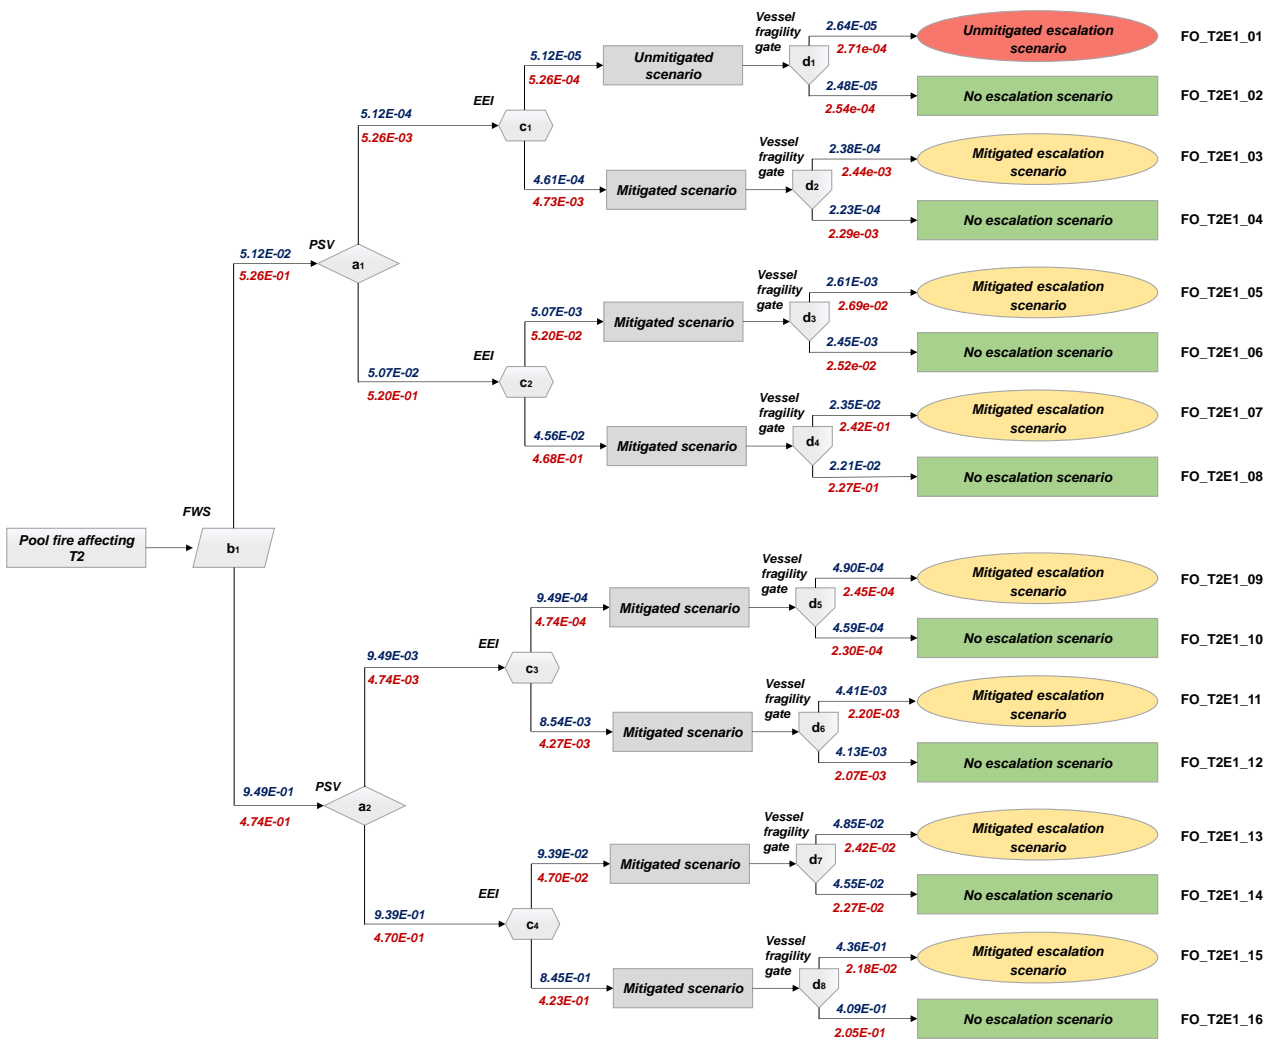 Vessel
fragility
gate
2.64E-05
2.71e-04
d1
Unmitigated escalation
scenario
FO_T2E1_01
5.12E-05
5.26E-04
Unmitigated
scenario
2.48E-05
2.54e-04
No escalation scenario
FO_T2E1_02
EEI
5.12E-04
5.26E-03
c1
Vessel
fragility
gate
2.38E-04
2.44e-03
d2
Mitigated escalation
scenario
FO_T2E1_03
4.61E-04
4.73E-03
Mitigated scenario
2.23E-04
2.29e-03
No escalation scenario
FO_T2E1_04
5.12E-02
5.26E-01
PSV
a1
Vessel
fragility
gate
2.61E-03
2.69e-02
d3
Mitigated escalation
scenario
FO_T2E1_05
5.07E-03
5.20E-02
Mitigated scenario
2.45E-03
2.52e-02
No escalation scenario
FO_T2E1_06
EEI
5.07E-02
5.20E-01
c2
Vessel
fragility
gate
2.35E-02
2.42E-01
d4
Mitigated escalation
scenario
FO_T2E1_07
4.56E-02
4.68E-01
Mitigated scenario
2.21E-02
2.27E-01
No escalation scenario
FO_T2E1_08
FWS
Pool fire affecting
T2
b1
Vessel
fragility
gate
4.90E-04
2.45E-04
d5
Mitigated escalation
scenario
FO_T2E1_09
9.49E-04
4.74E-04
Mitigated scenario
4.59E-04
2.30E-04
No escalation scenario
FO_T2E1_10
EEI
9.49E-03
4.74E-03
c3
Vessel
fragility
gate
4.41E-03
2.20E-03
d6
Mitigated escalation
scenario
FO_T2E1_11
8.54E-03
4.27E-03
Mitigated scenario
4.13E-03
2.07E-03
No escalation scenario
FO_T2E1_12
9.49E-01
4.74E-01
PSV
a2
Vessel
fragility
gate
4.85E-02
2.42E-02
d7
Mitigated escalation
scenario
FO_T2E1_13
9.39E-02
4.70E-02
Mitigated scenario
4.55E-02
2.27E-02
No escalation scenario
FO_T2E1_14
EEI
9.39E-01
4.70E-01
c4
Vessel
fragility
gate
4.36E-01
2.18E-02
d8
Mitigated escalation
scenario
FO_T2E1_15
8.45E-01
4.23E-01
Mitigated scenario
4.09E-01
2.05E-01
No escalation scenario
FO_T2E1_16